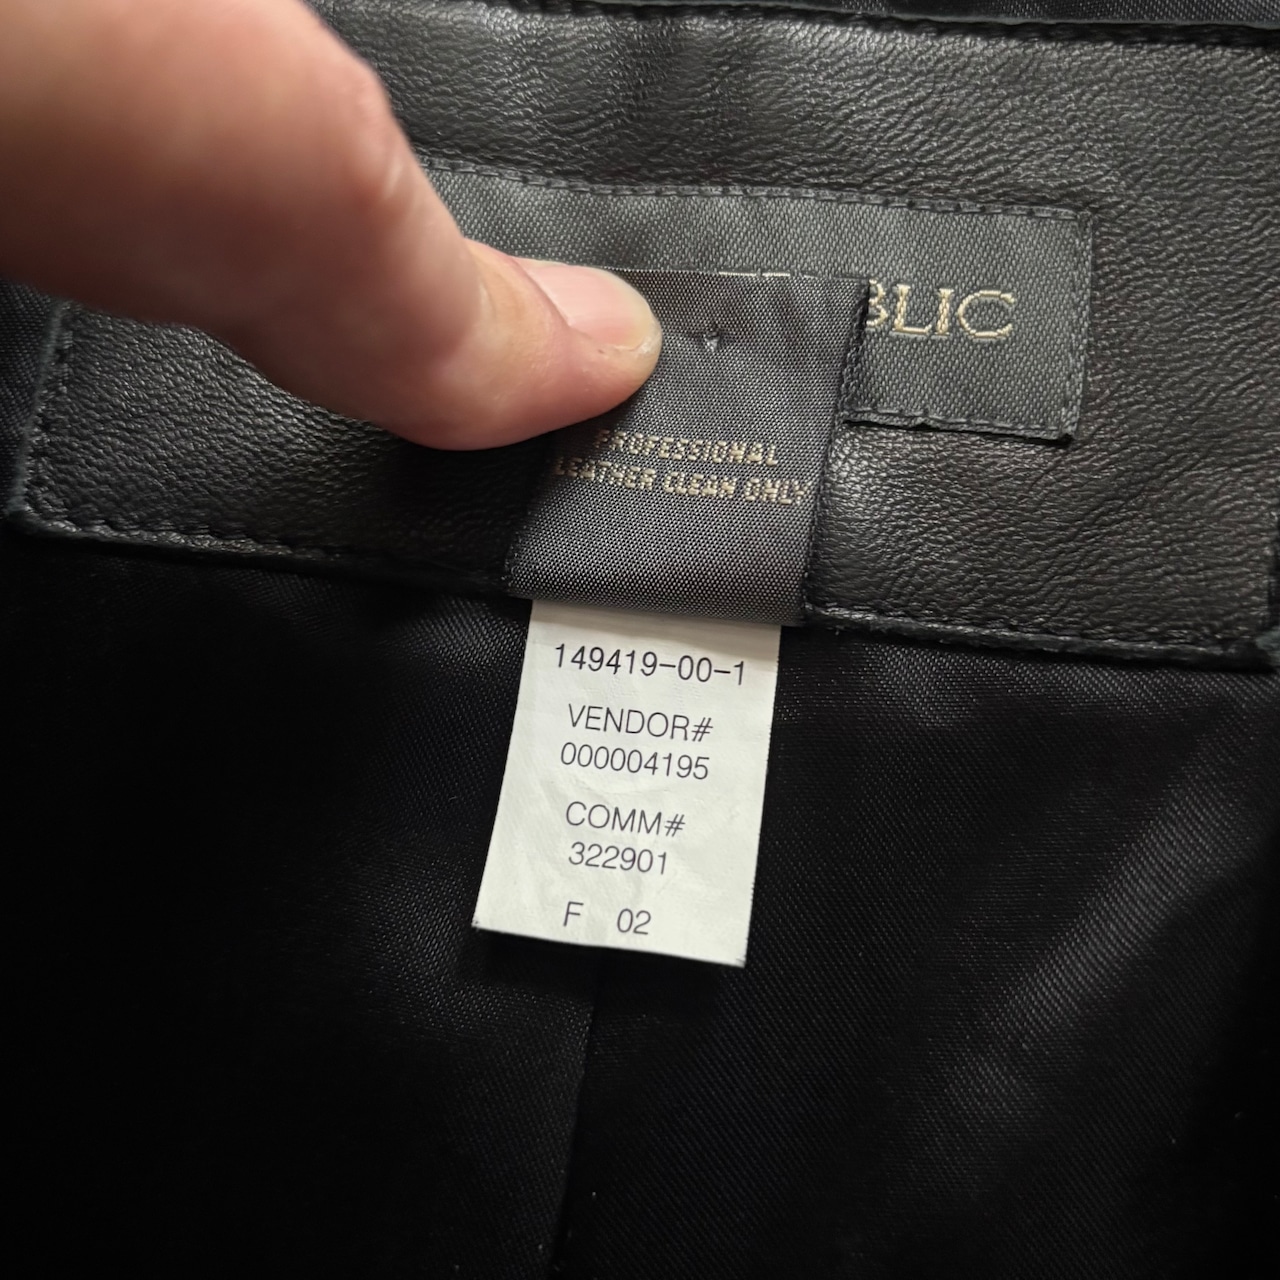 BLIC
PROFESSIONAL
LEATHER CLEAN ONLY
149419-00-1
VENDOR#
000004195
COMM#
322901
F 02